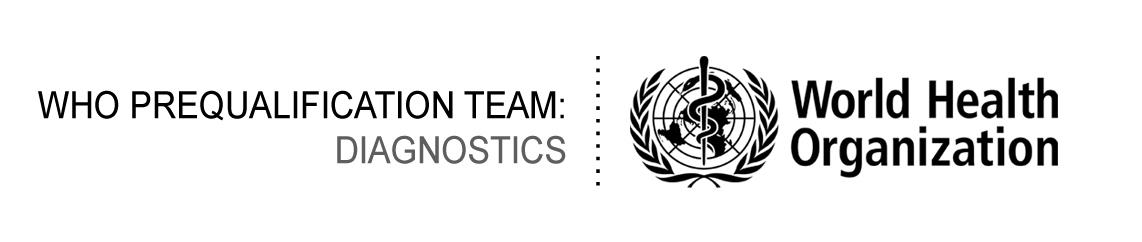 WHO PREQUALIFICATION TEAM:
DIAGNOSTICS
World Health
Organization